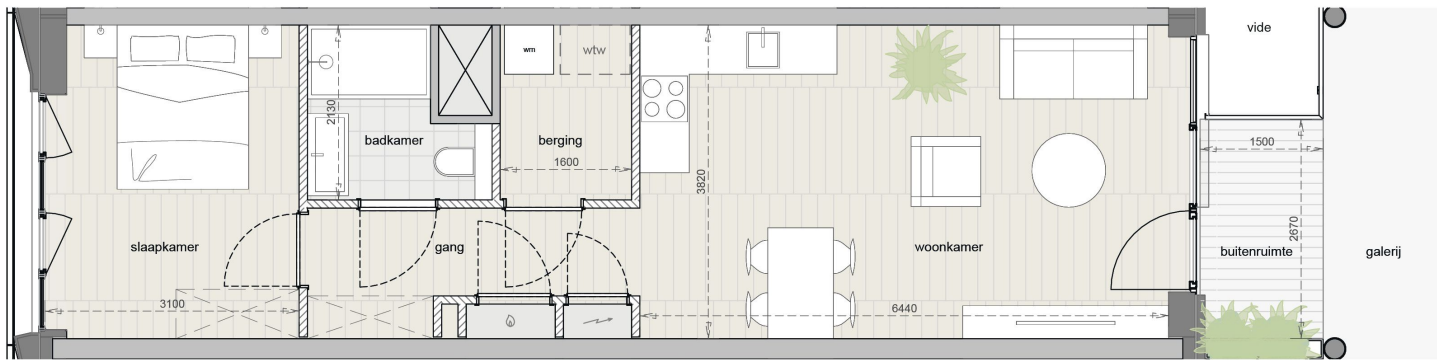 vide
wm
wtw
2130
badkamer
berging
1600
1500
3820
slaapkamer
gang
woonkamer
2670
buitenruimte
galerij
3100
6440